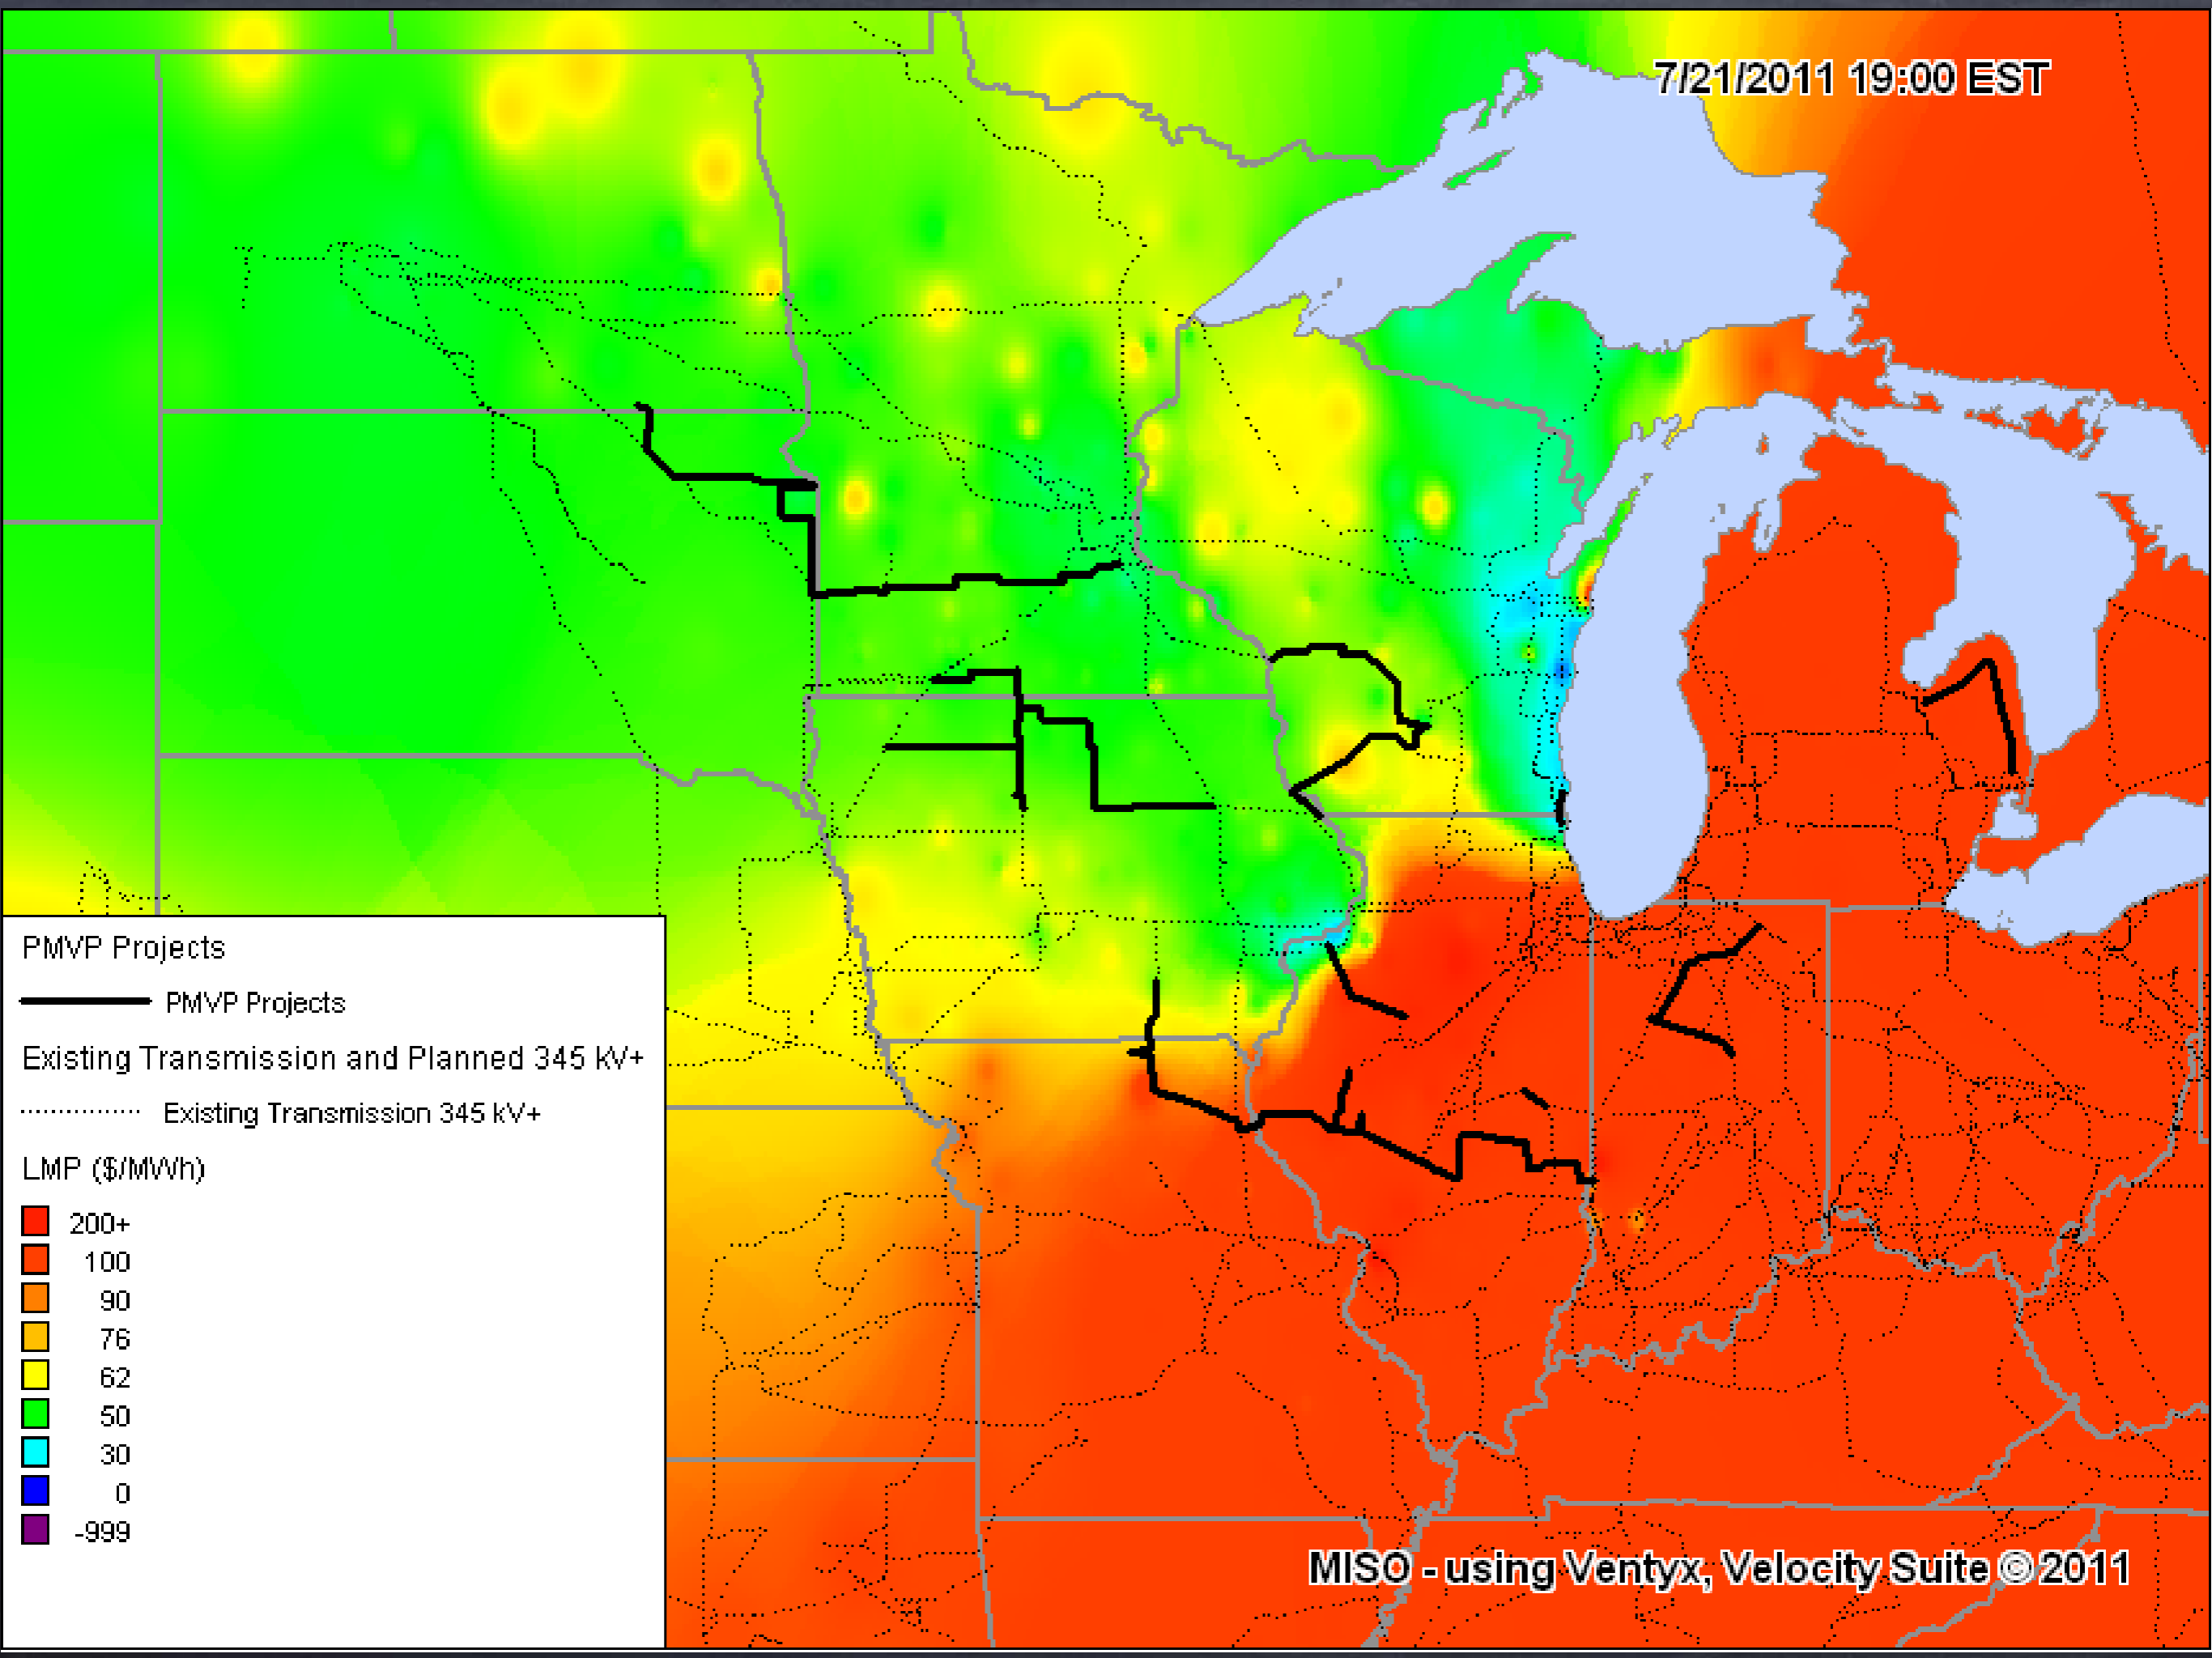 7/21/2011 19:00 EST
PMVP Projects
PMVP Projects
Existing Transmission and Planned 345 kV+
Existing Transmission 345 kV+
LMP ($/MWh)
200+
100
90
76
62
50
30
0
-999
MISO - using Ventyx, Velocity Suite © 2011